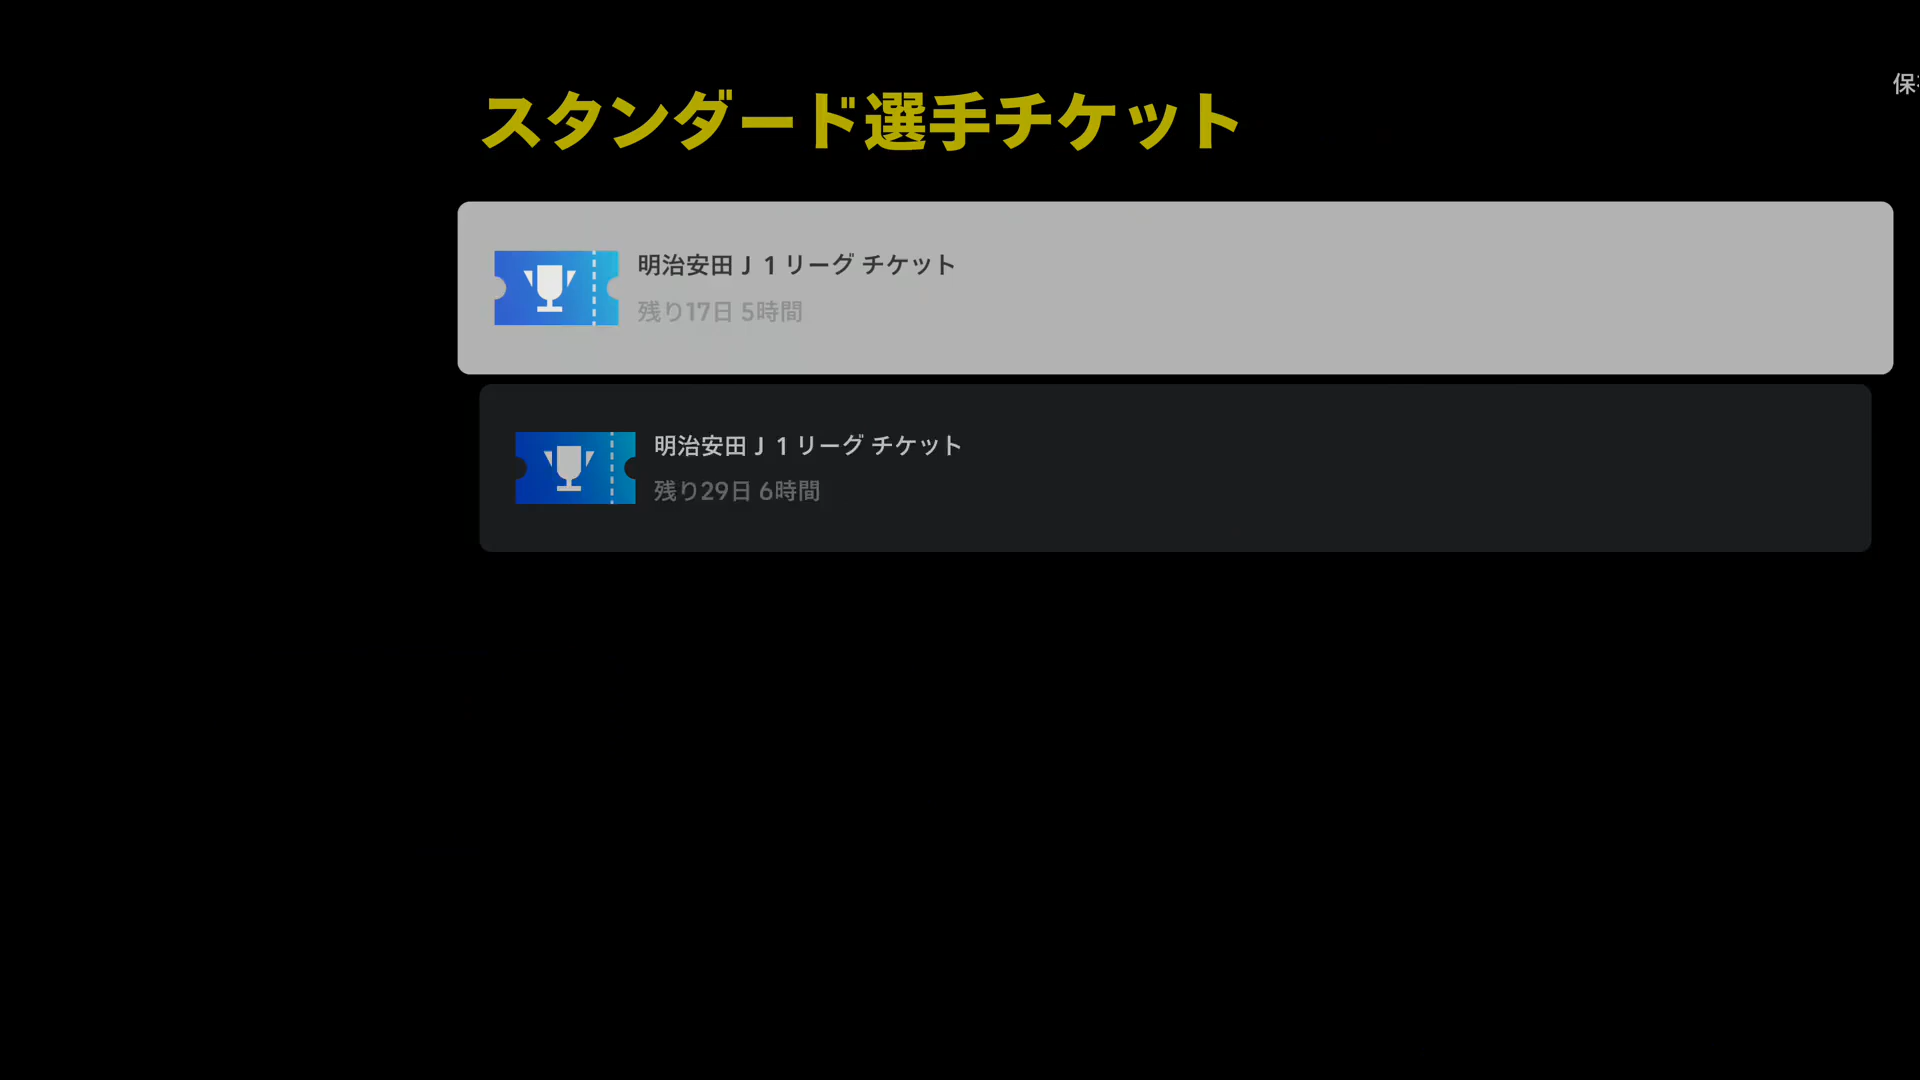 保
スタンダード選手チケット
明治安田Ｊ１リーグ チケット
残り17日 5時間
明治安田Ｊ１リーグ チケット
残り29日 6時間